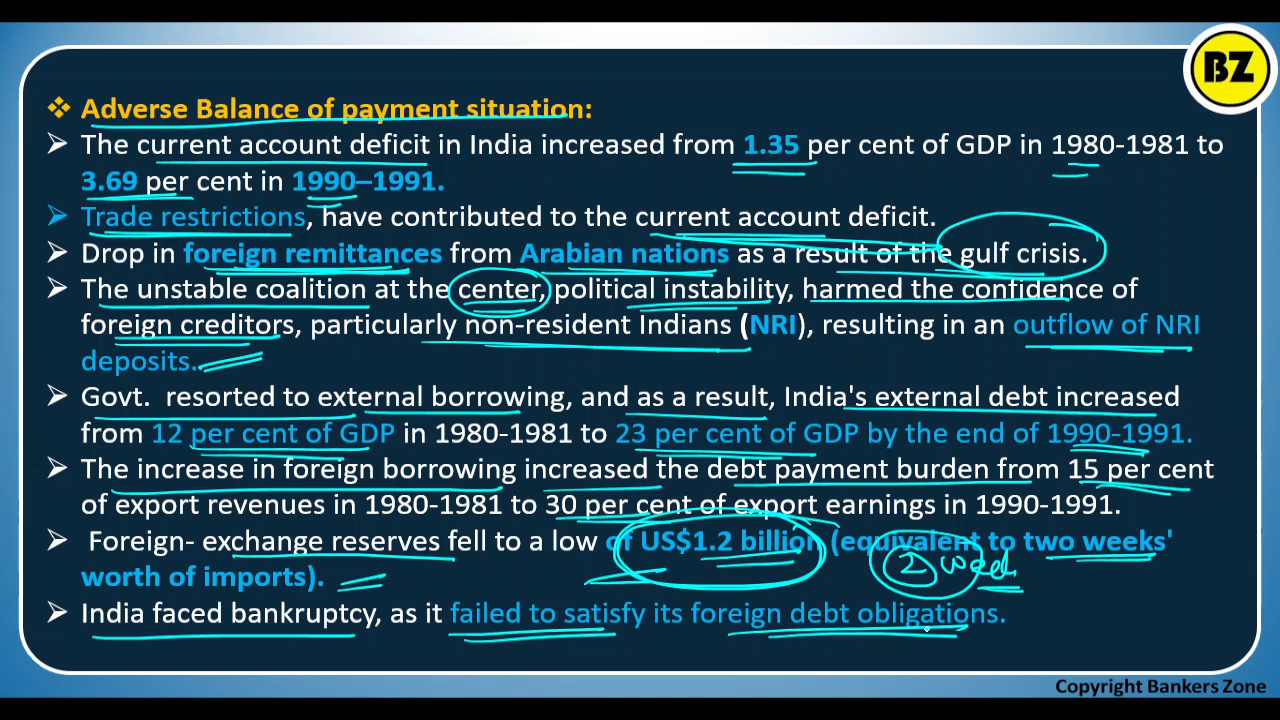 BZ
❖ Adverse Balance of payment situation:
➢ The current account deficit in India increased from 1.35 per cent of GDP in 1980-1981 to
3.69 per cent in 1990–1991.
➢ Trade restrictions, have contributed to the current account deficit.
➢ Drop in foreign remittances from Arabian nations as a result of the gulf crisis.
➢ The unstable coalition at the center, political instability, harmed the confidence of
foreign creditors, particularly non-resident Indians (NRI), resulting in an outflow of NRI
deposits.
➢ Govt. resorted to external borrowing, and as a result, India's external debt increased
from 12 per cent of GDP in 1980-1981 to 23 per cent of GDP by the end of 1990-1991.
➢ The increase in foreign borrowing increased the debt payment burden from 15 per cent
of export revenues in 1980-1981 to 30 per cent of export earnings in 1990-1991.
➢ Foreign- exchange reserves fell to a low of US$1.2 billion (equivalent to two weeks'
worth of imports).
2 week
➢ India faced bankruptcy, as it failed to satisfy its foreign debt obligations.
Copyright Bankers Zone